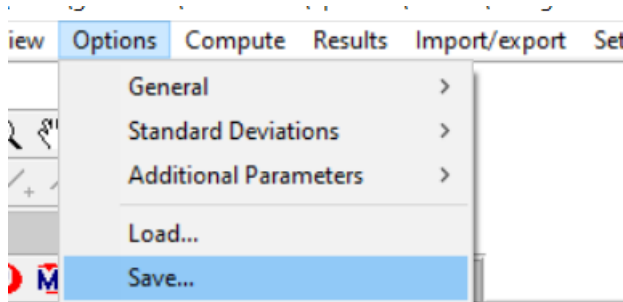 iew Options Compute Results Import/export Set
General
Standard Deviations
Additional Parameters
Load...
Save...